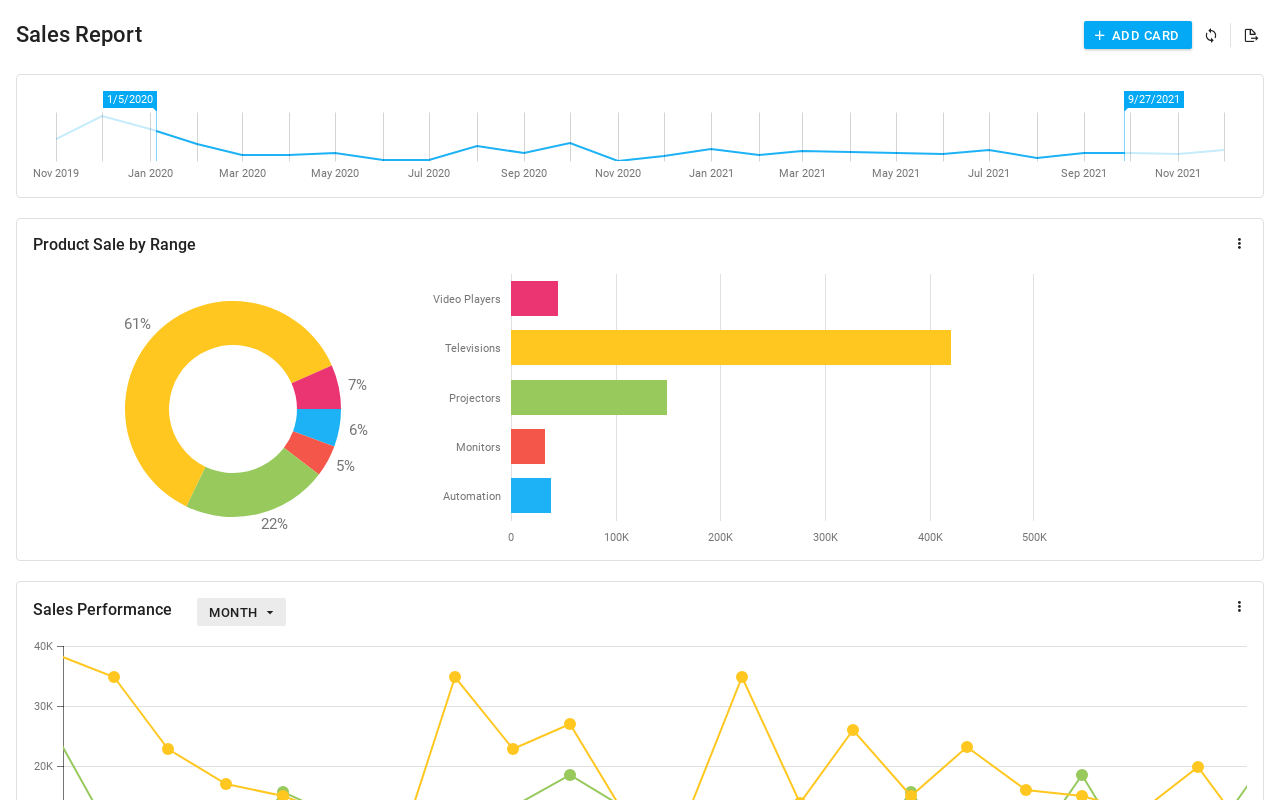 Sales Report
ADD CARD
1/5/2020
9/27/2021
Nov 2019 Jan 2020 Mar 2020 May 2020 Jul 2020 Sep 2020 Nov 2020 Jan 2021 Mar 2021 May 2021 Jul 2021 Sep 2021 Nov 2021
Product Sale by Range
61%
7%
6%
5%
22%
Video Players
Televisions
Projectors
Monitors
Automation
0 100K 200K 300K 400K 500K
Sales Performance
MONTH
40K
30K
20K